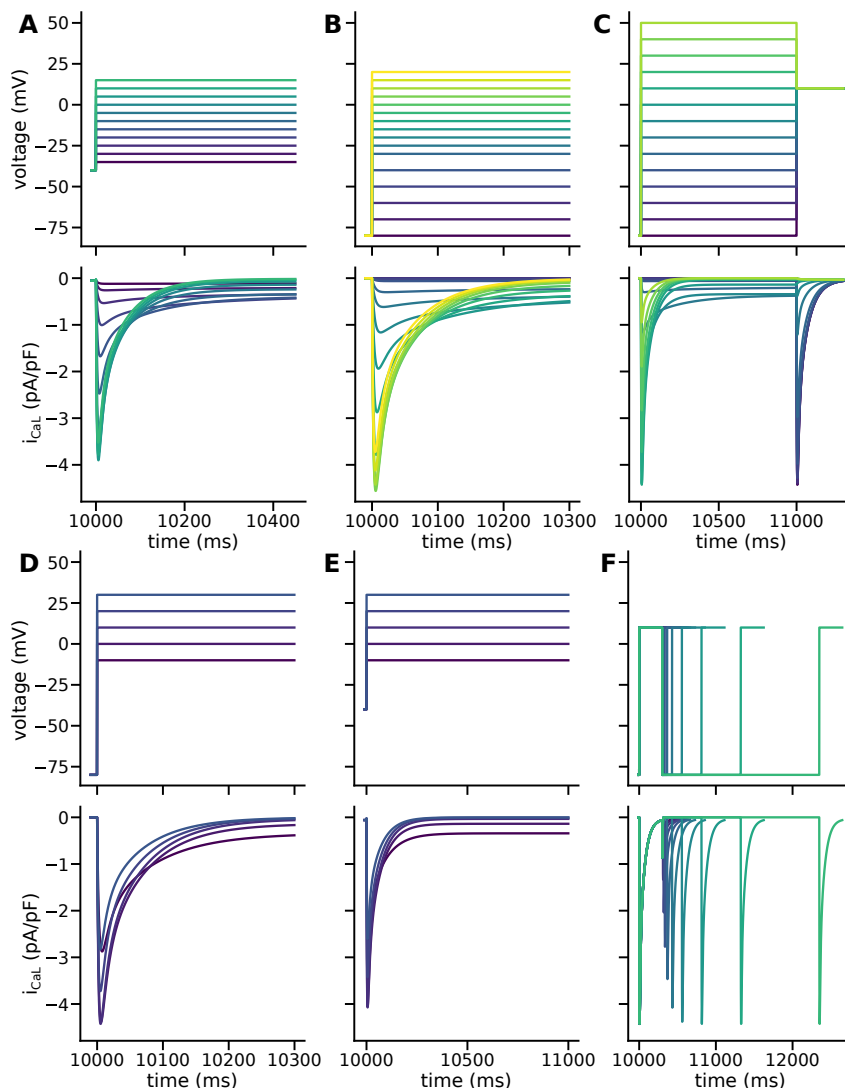 A
B
C
voltage (mV)
50
25
0
−25
−50
−75
i_CaL (pA/pF)
0
−1
−2
−3
−4
10000 10200 10400
time (ms)
10000 10100 10200 10300
time (ms)
10000 10500 11000
time (ms)
D
E
F
voltage (mV)
50
25
0
−25
−50
−75
i_CaL (pA/pF)
0
−1
−2
−3
−4
10000 10100 10200 10300
time (ms)
10000 10500 11000
time (ms)
10000 11000 12000
time (ms)